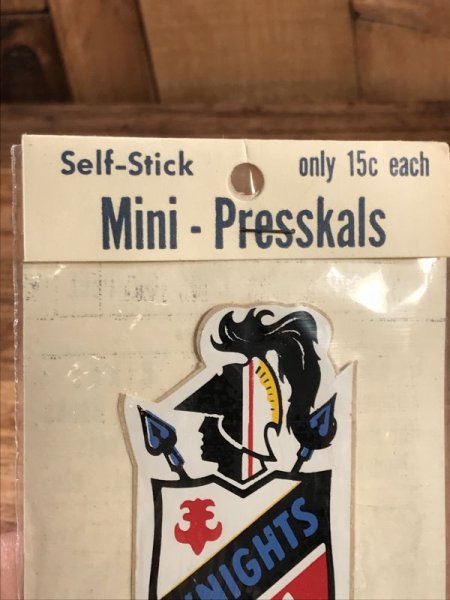 Self-Stick only 15c each
Mini - Presskals
KNIGHTS